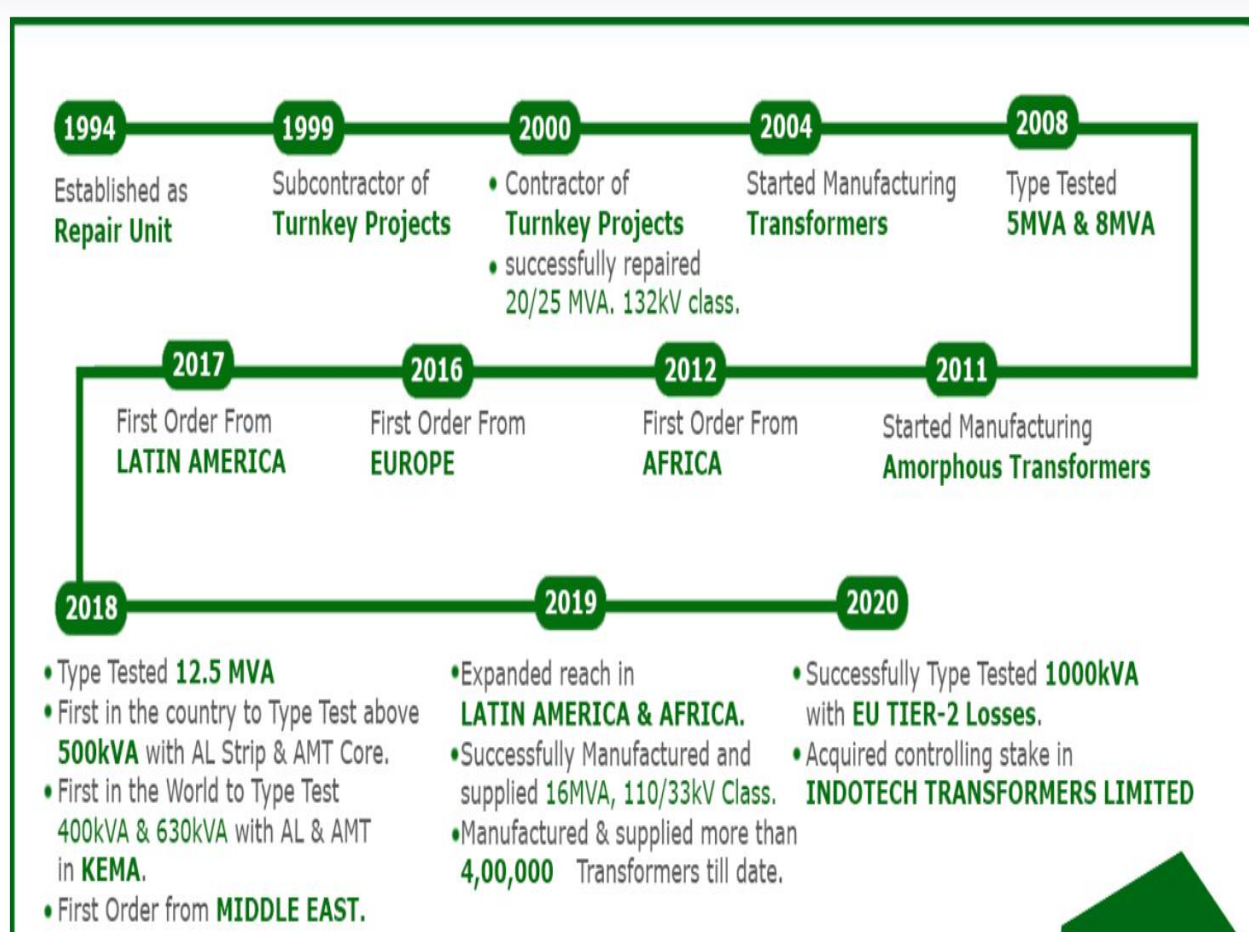 1994
Established as
Repair Unit
1999
Subcontractor of
Turnkey Projects
2000
• Contractor of
Turnkey Projects
• successfully repaired
20/25 MVA. 132kV class.
2004
Started Manufacturing
Transformers
2008
Type Tested
5MVA & 8MVA
2011
Started Manufacturing
Amorphous Transformers
2012
First Order From
AFRICA
2016
First Order From
EUROPE
2017
First Order From
LATIN AMERICA
2018
• Type Tested 12.5 MVA
• First in the country to Type Test above
500kVA with AL Strip & AMT Core.
• First in the World to Type Test
400kVA & 630kVA with AL & AMT
in KEMA.
• First Order from MIDDLE EAST.
2019
• Expanded reach in
LATIN AMERICA & AFRICA.
• Successfully Manufactured and
supplied 16MVA, 110/33kV Class.
• Manufactured & supplied more than
4,00,000 Transformers till date.
2020
• Successfully Type Tested 1000kVA
with EU TIER-2 Losses.
• Acquired controlling stake in
INDOTECH TRANSFORMERS LIMITED